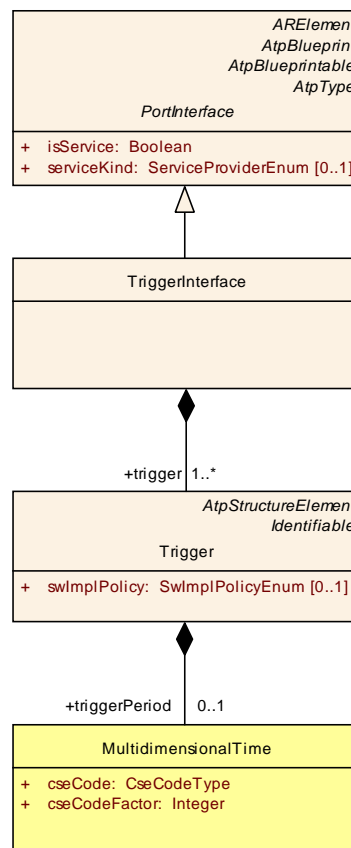 ARElemen
AtpBlueprin
AtpBlueprintable
AtpType
PortInterface
+ isService: Boolean
+ serviceKind: ServiceProviderEnum [0..1]
TriggerInterface
+trigger 1..*
AtpStructureElemen
Identifiable
Trigger
+ swImplPolicy: SwImplPolicyEnum [0..1]
+triggerPeriod 0..1
MultidimensionalTime
+ cseCode: CseCodeType
+ cseCodeFactor: Integer